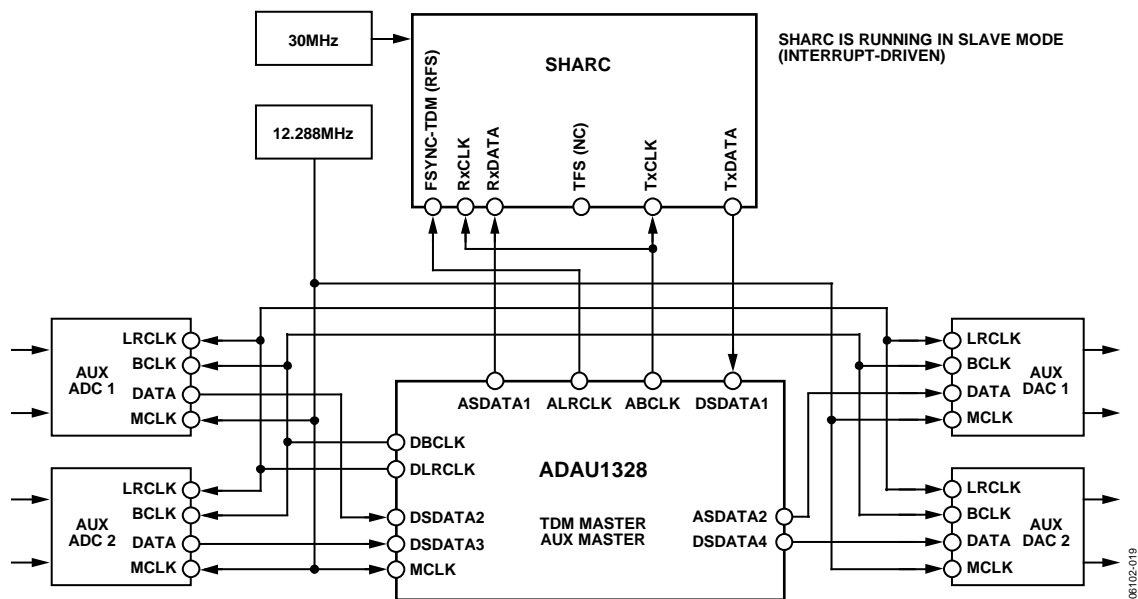 30MHz
SHARC
SHARC IS RUNNING IN SLAVE MODE
(INTERRUPT-DRIVEN)
12.288MHz
FSYNC-TDM (RFS)
RxCLK
RxDATA
TFS (NC)
TxCLK
TxDATA
AUX
ADC 1
LRCLK
BCLK
DATA
MCLK
AUX
ADC 2
LRCLK
BCLK
DATA
MCLK
ASDATA1
ALRCLK
ABCLK
DSDATA1
DBCLK
DLRCLK
DSDATA2
DSDATA3
MCLK
ADAU1328
TDM MASTER
AUX MASTER
ASDATA2
DSDATA4
LRCLK
BCLK
DATA
MCLK
AUX
DAC 1
LRCLK
BCLK
DATA
MCLK
AUX
DAC 2
06102-019